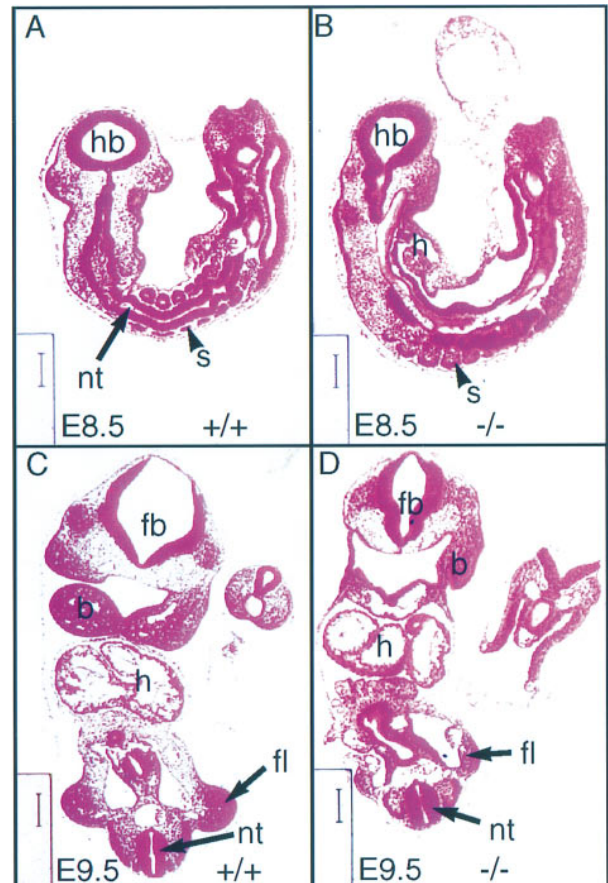 A
hb
nt
s
E8.5 +/+
B
hb
h
s
E8.5 -/-
C
fb
b
h
fl
nt
E9.5 +/+
D
fb
b
h
fl
nt
E9.5 -/-